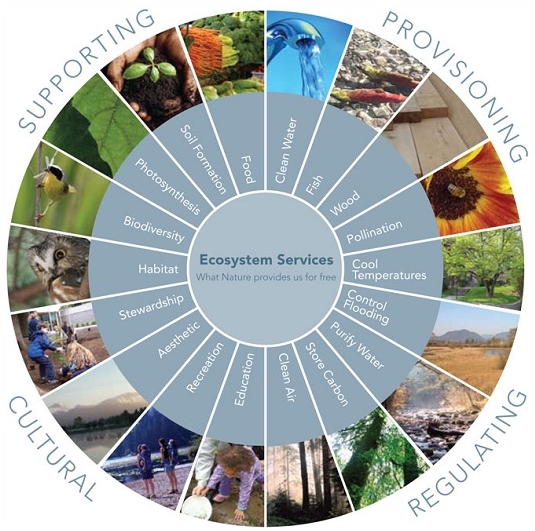 SUPPORTING
PROVISIONING
Food
Clean Water
Fish
Wood
Pollination
Cool
Temperatures
Control
Flooding
Purify Water
Store Carbon
Clean Air
Education
Recreation
Aesthetic
Stewardship
Habitat
Biodiversity
Photosynthesis
Soil Formation
Ecosystem Services
What Nature provides us for free
CULTURAL
REGULATING